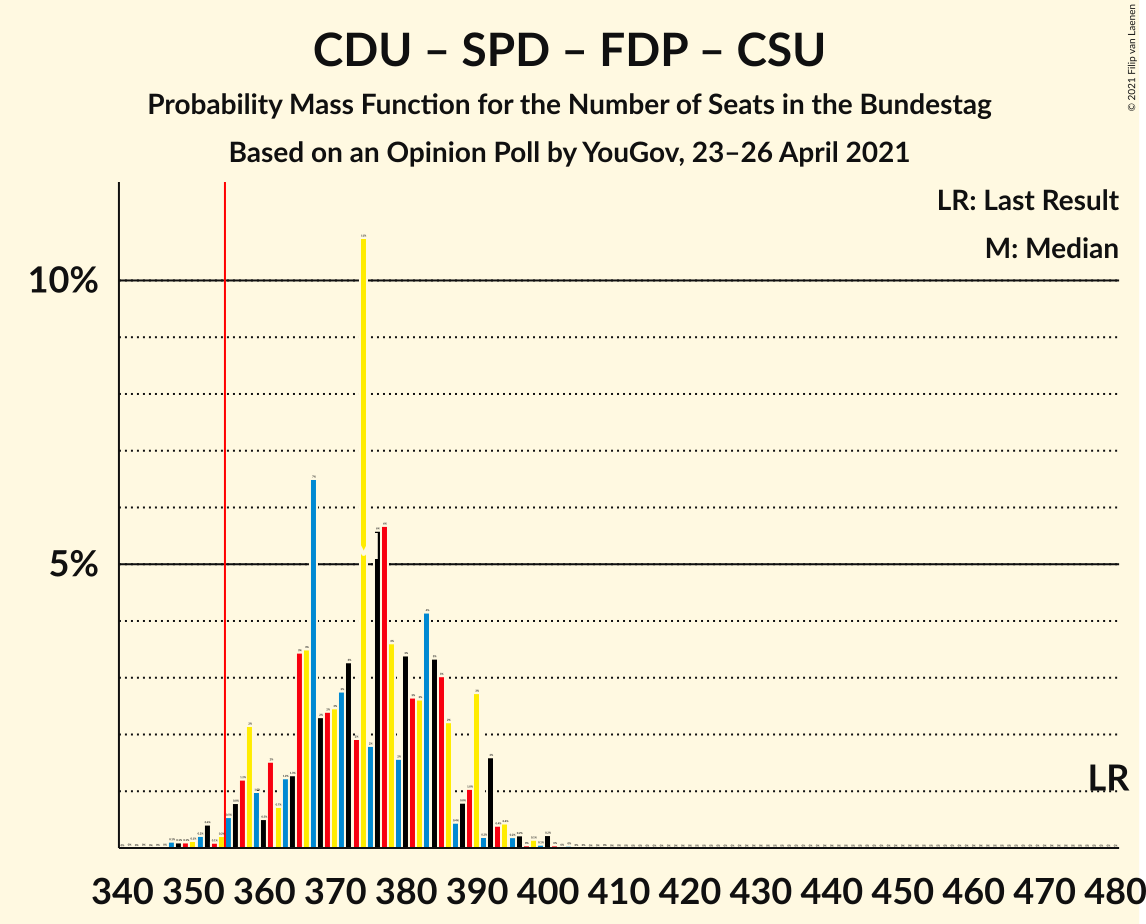 CDU – SPD – FDP – CSU
Probability Mass Function for the Number of Seats in the Bundestag
Based on an Opinion Poll by YouGov, 23–26 April 2021
© 2021 Filip van Laenen
LR: Last Result
M: Median
10%
5%
LR
340 350 360 370 380 390 400 410 420 430 440 450 460 470 480